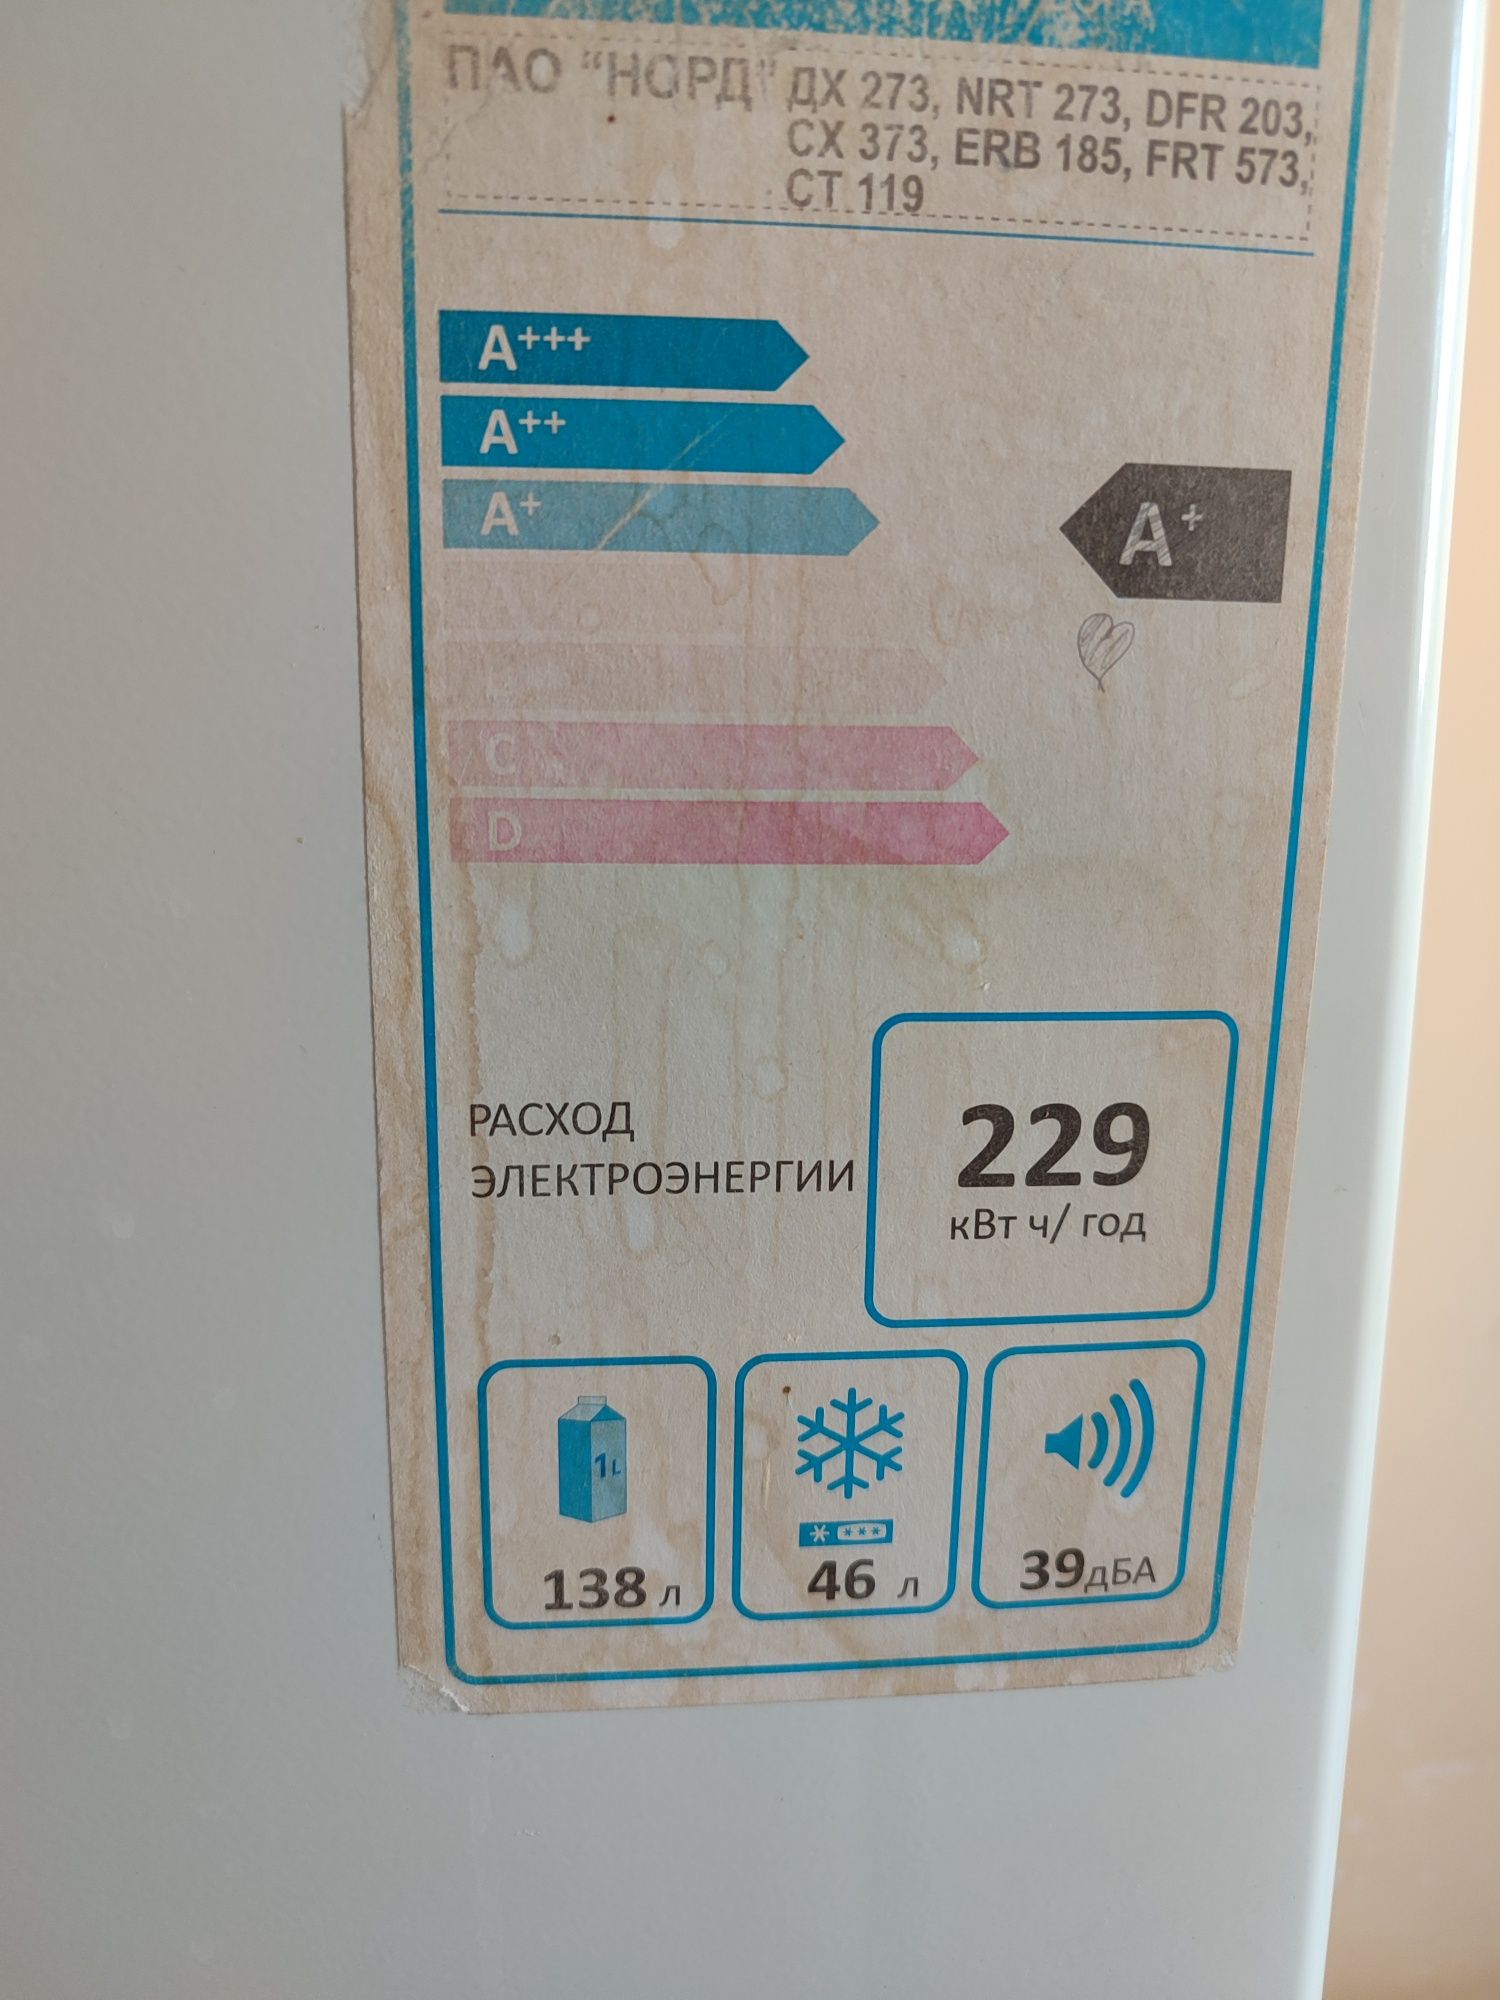 ПАО “НОРД” ДХ 273, NRT 273, DFR 203,
СХ 373, ERB 185, FRT 573,
СТ 119
A+++
A++
A+
A+
C
D
РАСХОД
ЭЛЕКТРОЭНЕРГИИ
229
кВт ч/ год
1L
138 л
46 л
39дБА